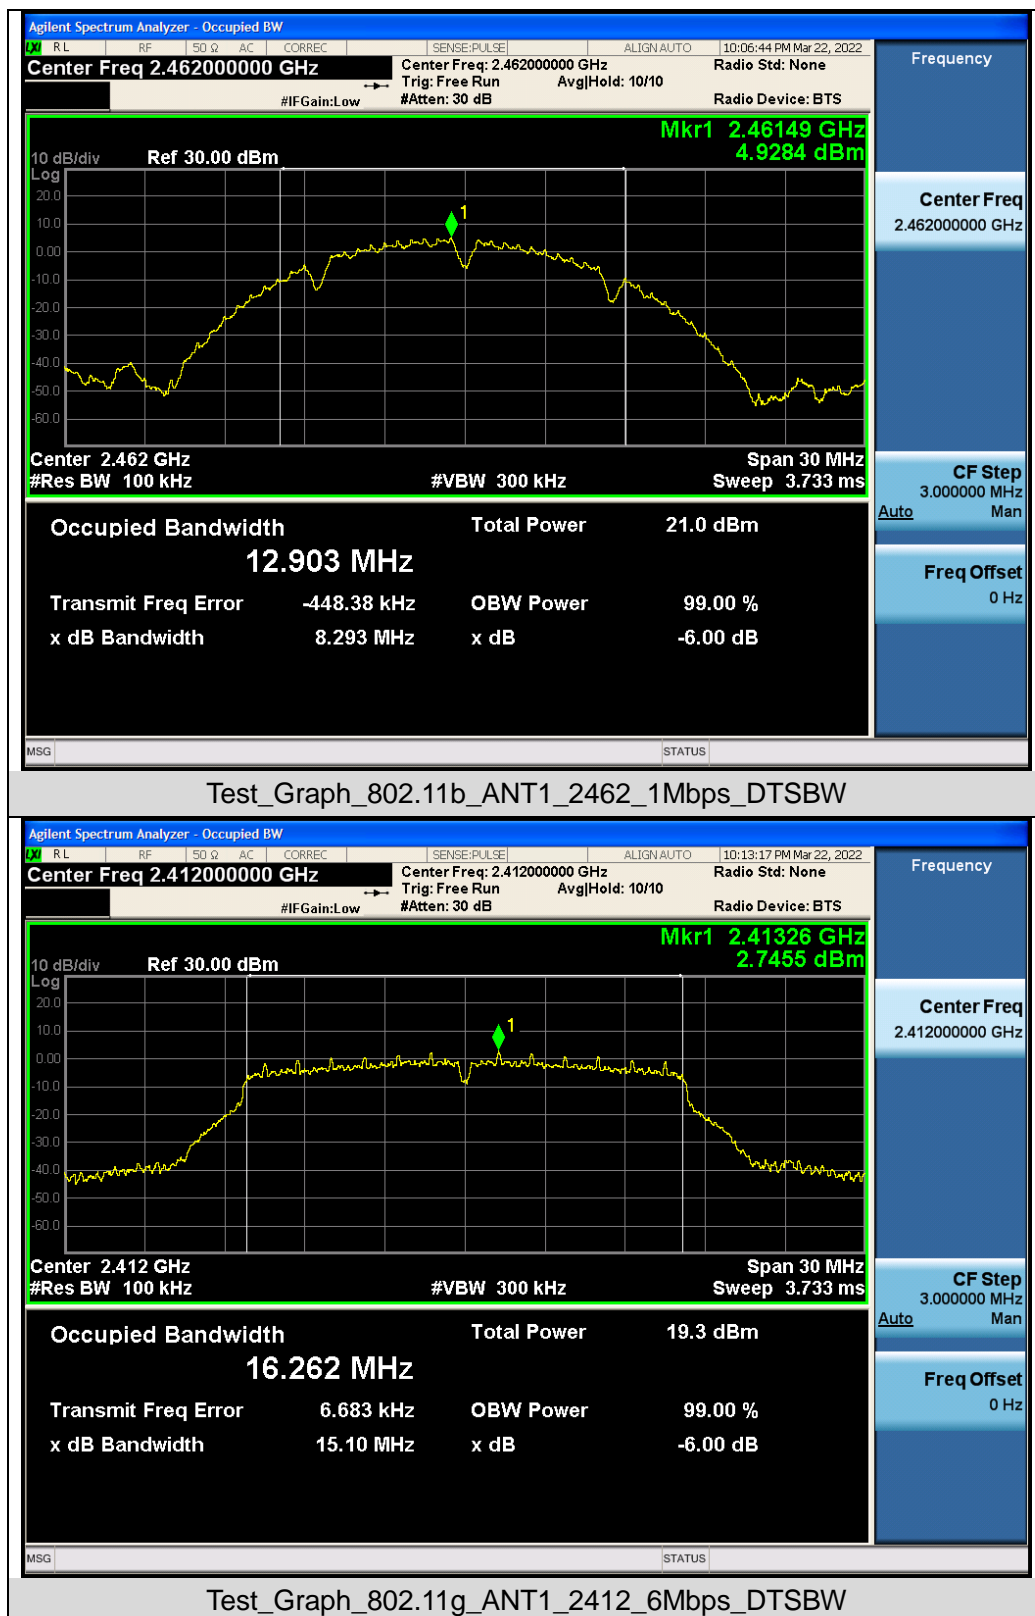 Agilent Spectrum Analyzer - Occupied BW
LXI RL RF 50 Ω AC CORREC SENSE:PULSE ALIGN AUTO 10:06:44 PM Mar 22, 2022
Center Freq 2.462000000 GHz Center Freq: 2.462000000 GHz Radio Std: None
Trig: Free Run Avg|Hold: 10/10
#IFGain:Low #Atten: 30 dB Radio Device: BTS
Frequency
Mkr1 2.46149 GHz
4.9284 dBm
10 dB/div Ref 30.00 dBm
Log
20.0
10.0
0.00
-10.0
-20.0
-30.0
-40.0
-50.0
-60.0
1
Center 2.462 GHz Span 30 MHz
#Res BW 100 kHz #VBW 300 kHz Sweep 3.733 ms
Center Freq
2.462000000 GHz
CF Step
3.000000 MHz
Auto Man
Freq Offset
0 Hz
Occupied Bandwidth Total Power 21.0 dBm
12.903 MHz
Transmit Freq Error -448.38 kHz OBW Power 99.00 %
x dB Bandwidth 8.293 MHz x dB -6.00 dB
MSG STATUS
Test_Graph_802.11b_ANT1_2462_1Mbps_DTSBW
Agilent Spectrum Analyzer - Occupied BW
LXI RL RF 50 Ω AC CORREC SENSE:PULSE ALIGN AUTO 10:13:17 PM Mar 22, 2022
Center Freq 2.412000000 GHz Center Freq: 2.412000000 GHz Radio Std: None
Trig: Free Run Avg|Hold: 10/10
#IFGain:Low #Atten: 30 dB Radio Device: BTS
Frequency
Mkr1 2.41326 GHz
2.7455 dBm
10 dB/div Ref 30.00 dBm
Log
20.0
10.0
0.00
-10.0
-20.0
-30.0
-40.0
-50.0
-60.0
1
Center 2.412 GHz Span 30 MHz
#Res BW 100 kHz #VBW 300 kHz Sweep 3.733 ms
Center Freq
2.412000000 GHz
CF Step
3.000000 MHz
Auto Man
Freq Offset
0 Hz
Occupied Bandwidth Total Power 19.3 dBm
16.262 MHz
Transmit Freq Error 6.683 kHz OBW Power 99.00 %
x dB Bandwidth 15.10 MHz x dB -6.00 dB
MSG STATUS
Test_Graph_802.11g_ANT1_2412_6Mbps_DTSBW